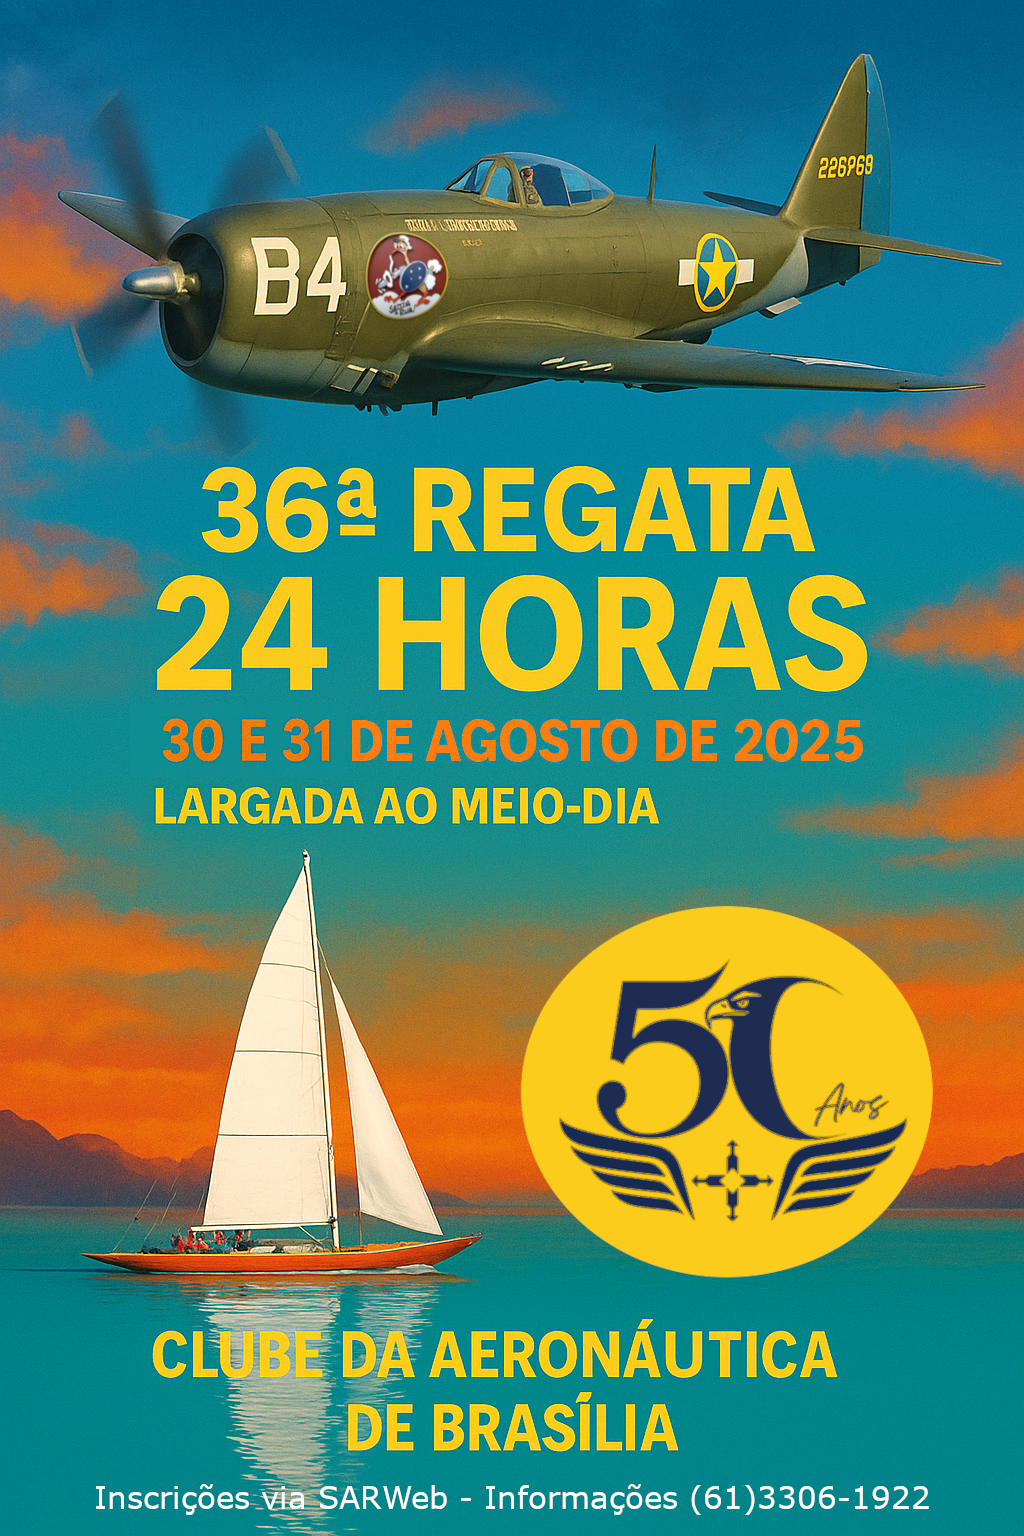 226969
B4
36ª REGATA
24 HORAS
30 E 31 DE AGOSTO DE 2025
LARGADA AO MEIO-DIA
50
Anos
CLUBE DA AERONÁUTICA
DE BRASÍLIA
Inscrições via SARWeb - Informações (61)3306-1922